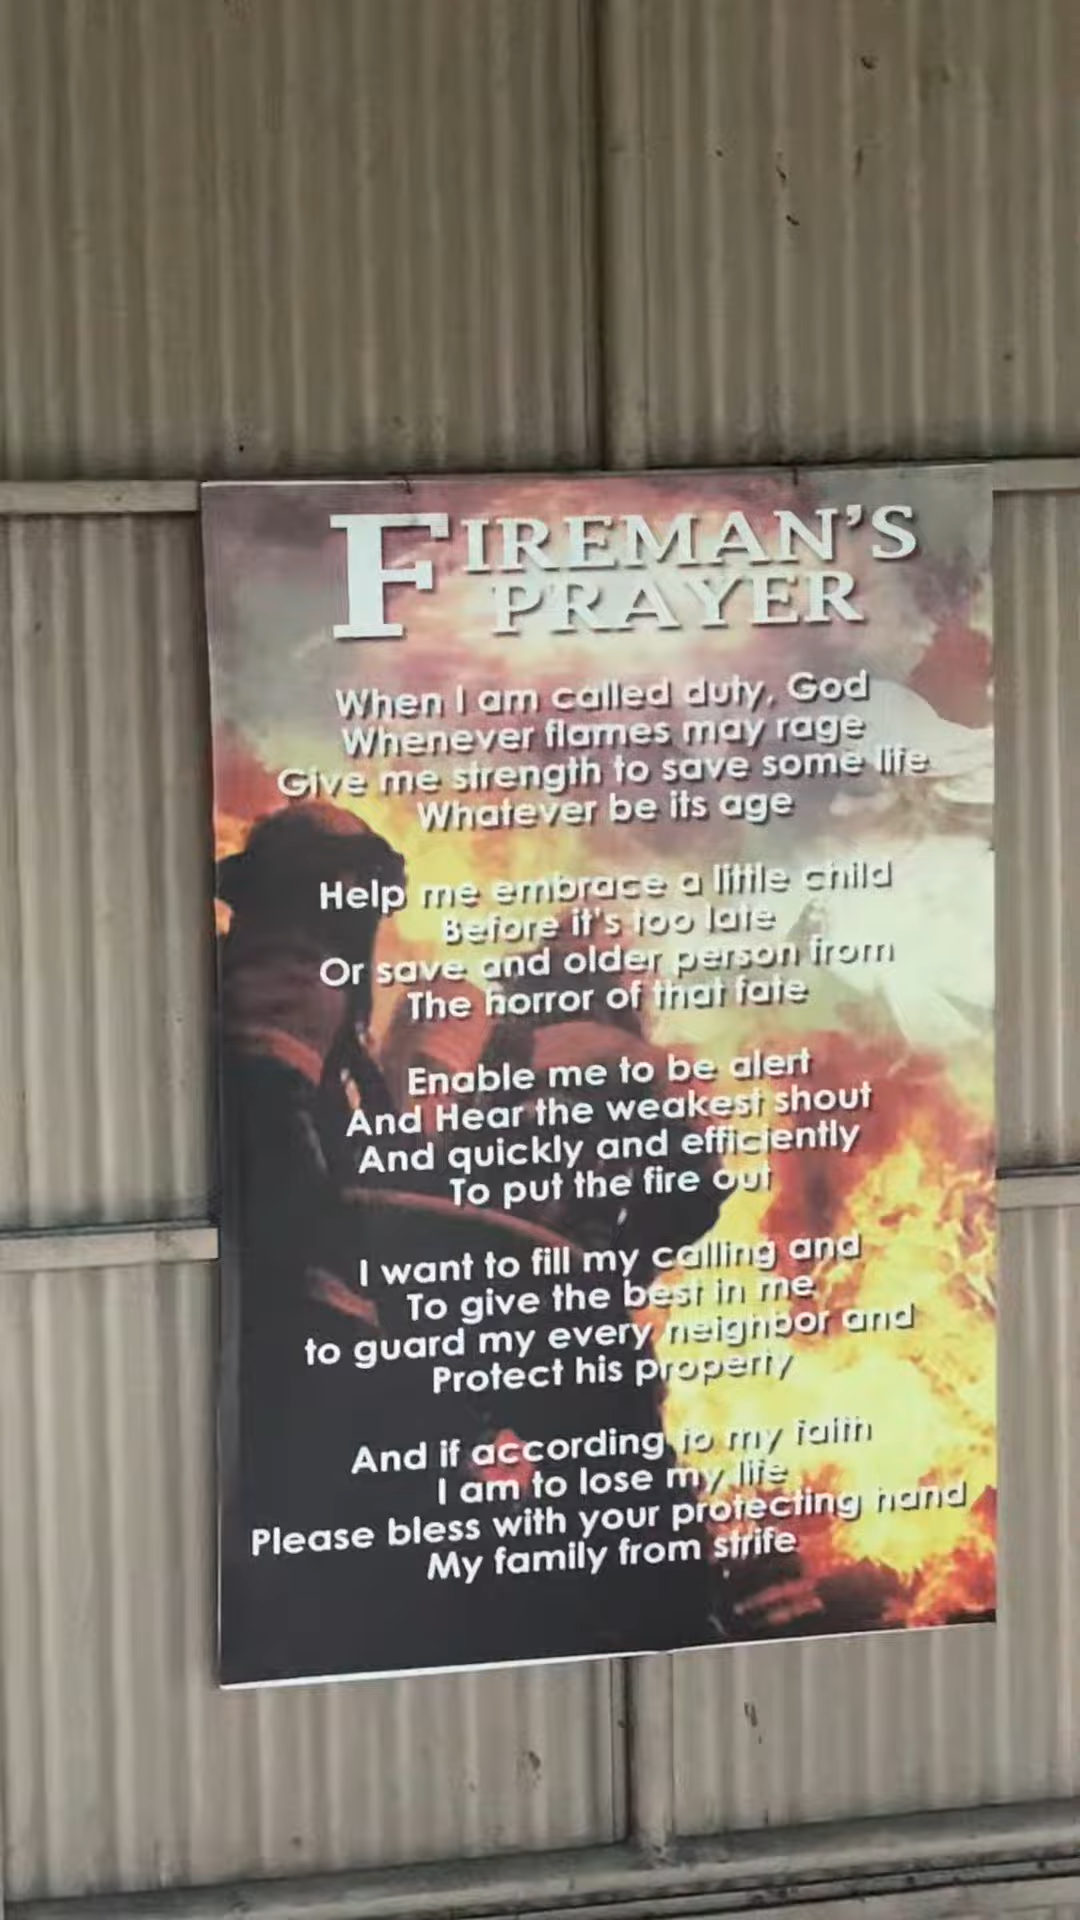 FIREMAN'S
PRAYER
When I am called duty, God
Whenever flames may rage
Give me strength to save some life
Whatever be its age
Help me embrace a little child
Before it's too late
Or save and older person from
The horror of that fate
Enable me to be alert
And Hear the weakest shout
And quickly and efficiently
To put the fire out
I want to fill my calling and
To give the best in me
to guard my every neighbor and
Protect his property
And if according to my faith
I am to lose my life
Please bless with your protecting hand
My family from strife